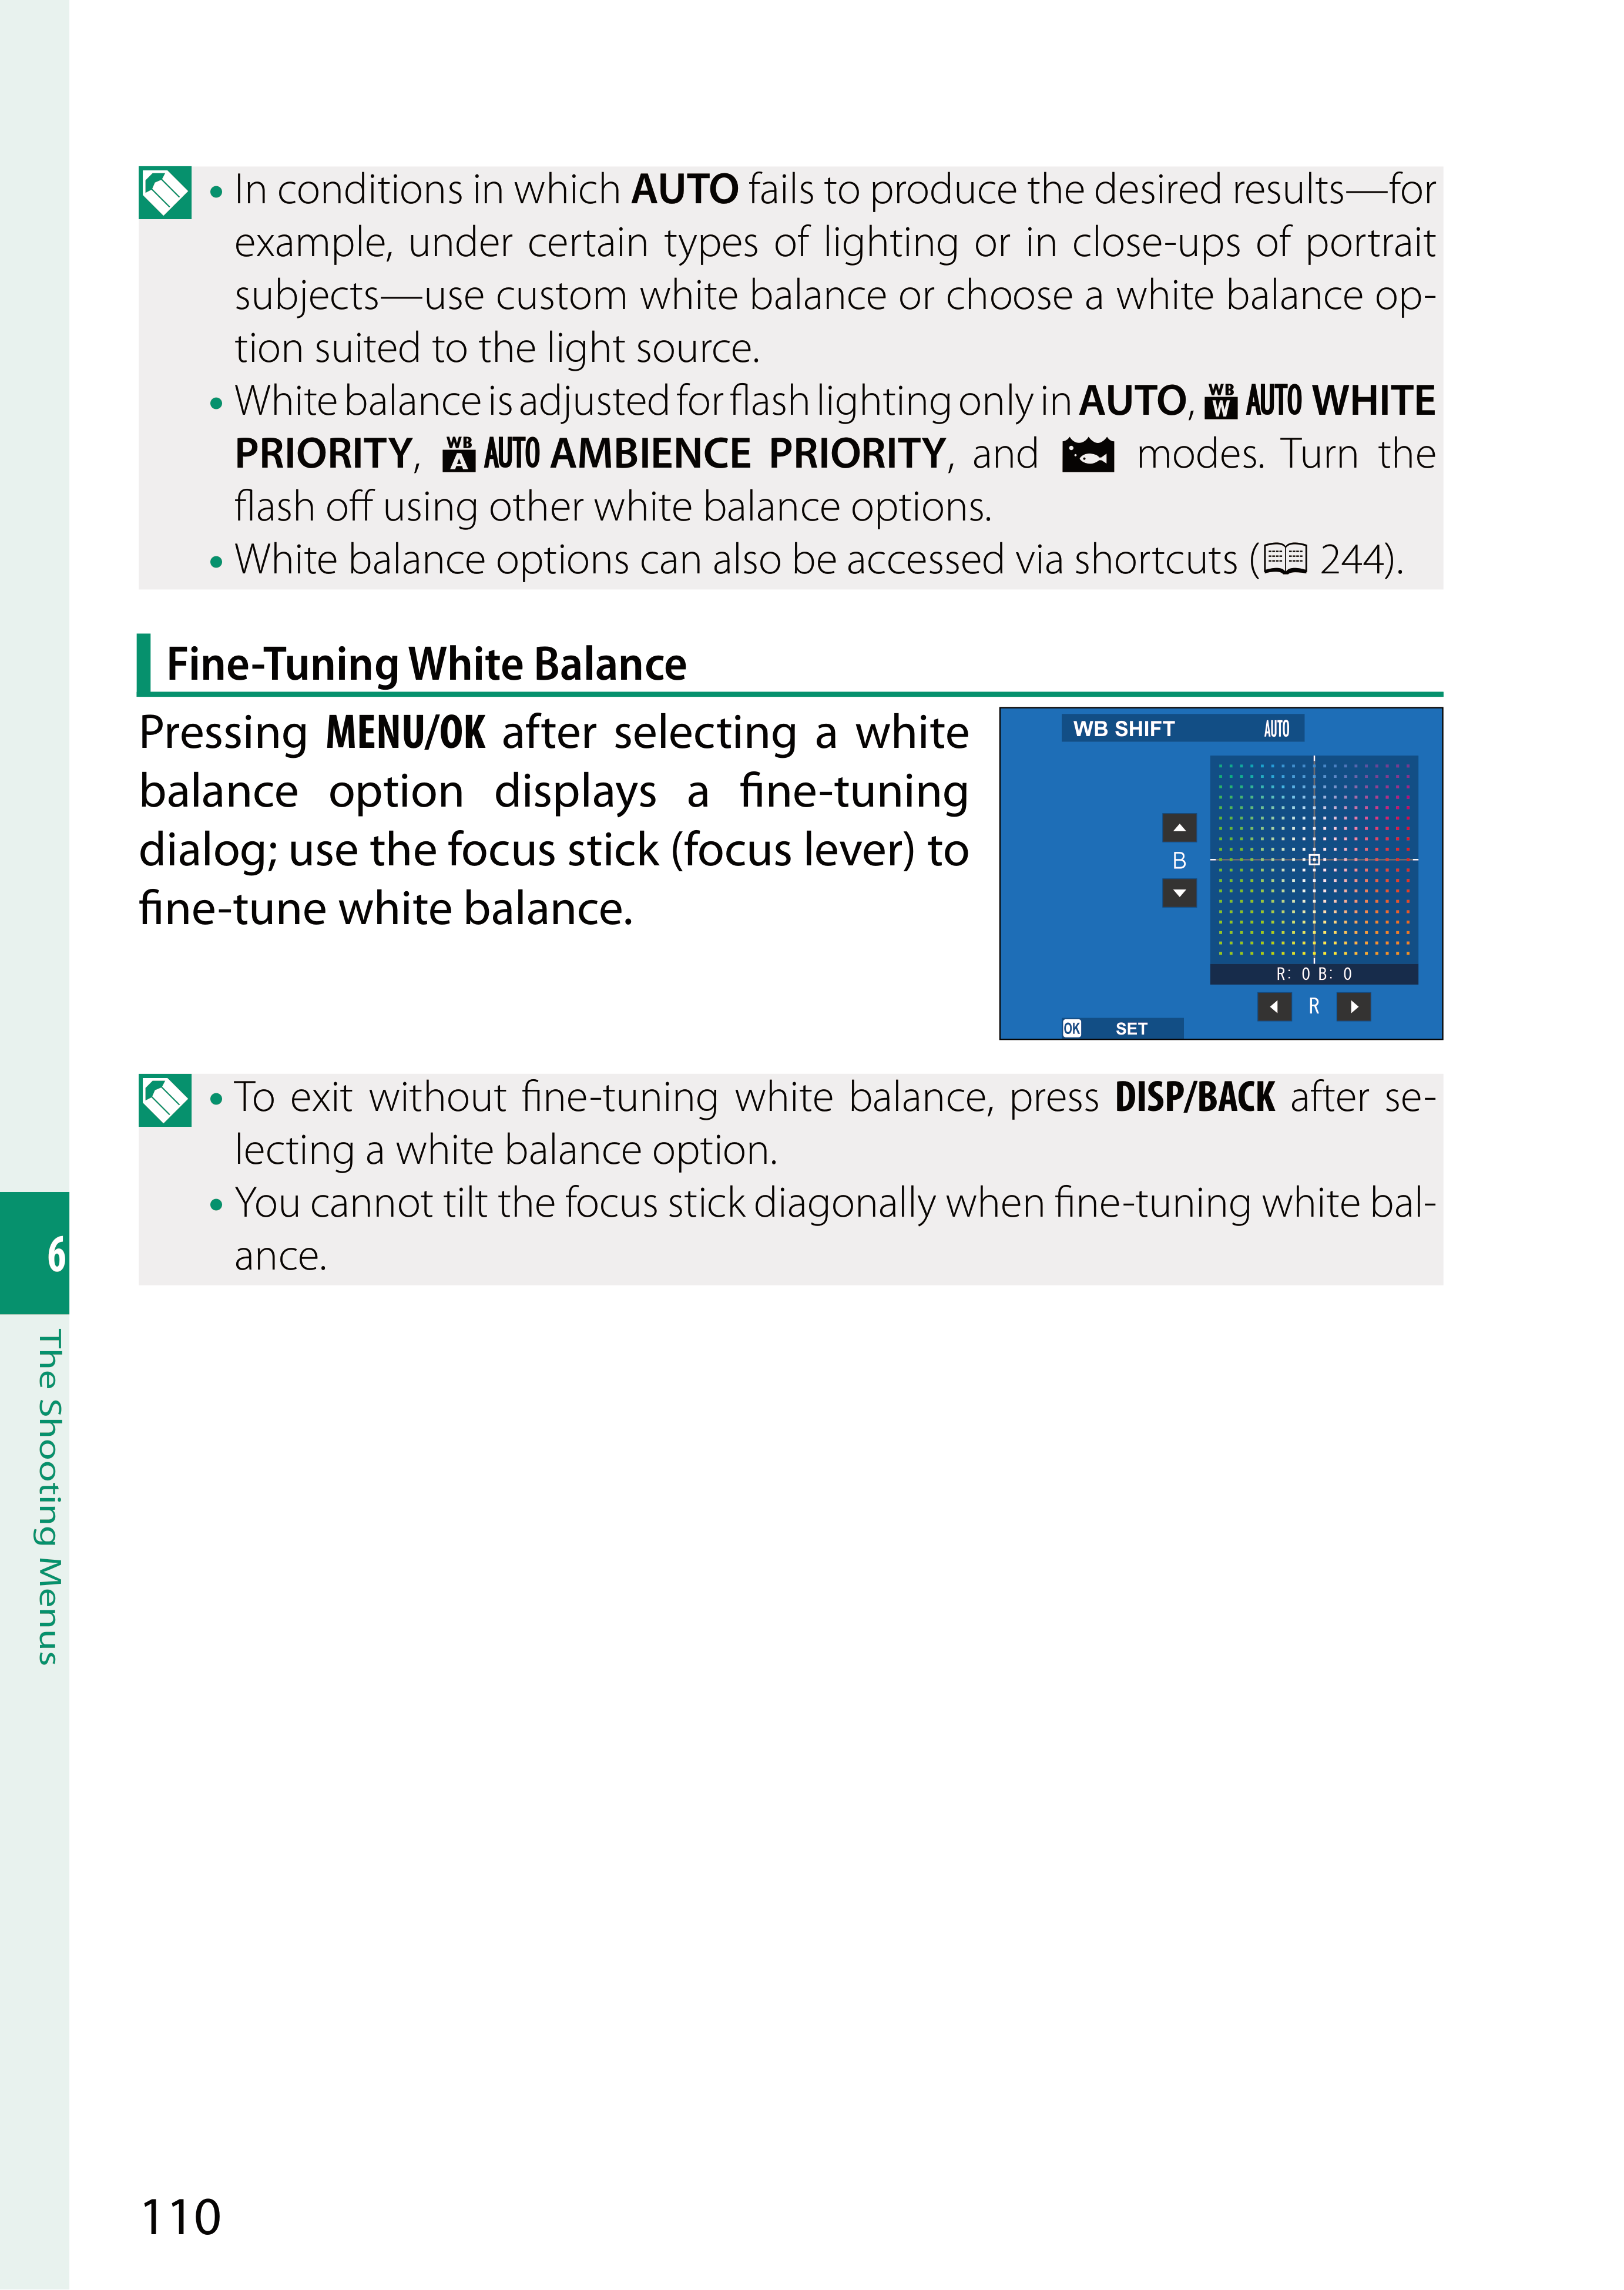 • In conditions in which AUTO fails to produce the desired results—for
example, under certain types of lighting or in close-ups of portrait
subjects—use custom white balance or choose a white balance op-
tion suited to the light source.
• White balance is adjusted for flash lighting only in AUTO, WB W AUTO WHITE
PRIORITY, WB A AUTO AMBIENCE PRIORITY, and modes. Turn the
flash off using other white balance options.
• White balance options can also be accessed via shortcuts ( 244).
Fine-Tuning White Balance
Pressing MENU/OK after selecting a white
balance option displays a fine-tuning
dialog; use the focus stick (focus lever) to
fine-tune white balance.
WB SHIFT AUTO
B
R: 0 B: 0
R
OK SET
• To exit without fine-tuning white balance, press DISP/BACK after se-
lecting a white balance option.
• You cannot tilt the focus stick diagonally when fine-tuning white bal-
ance.
6
The Shooting Menus
110